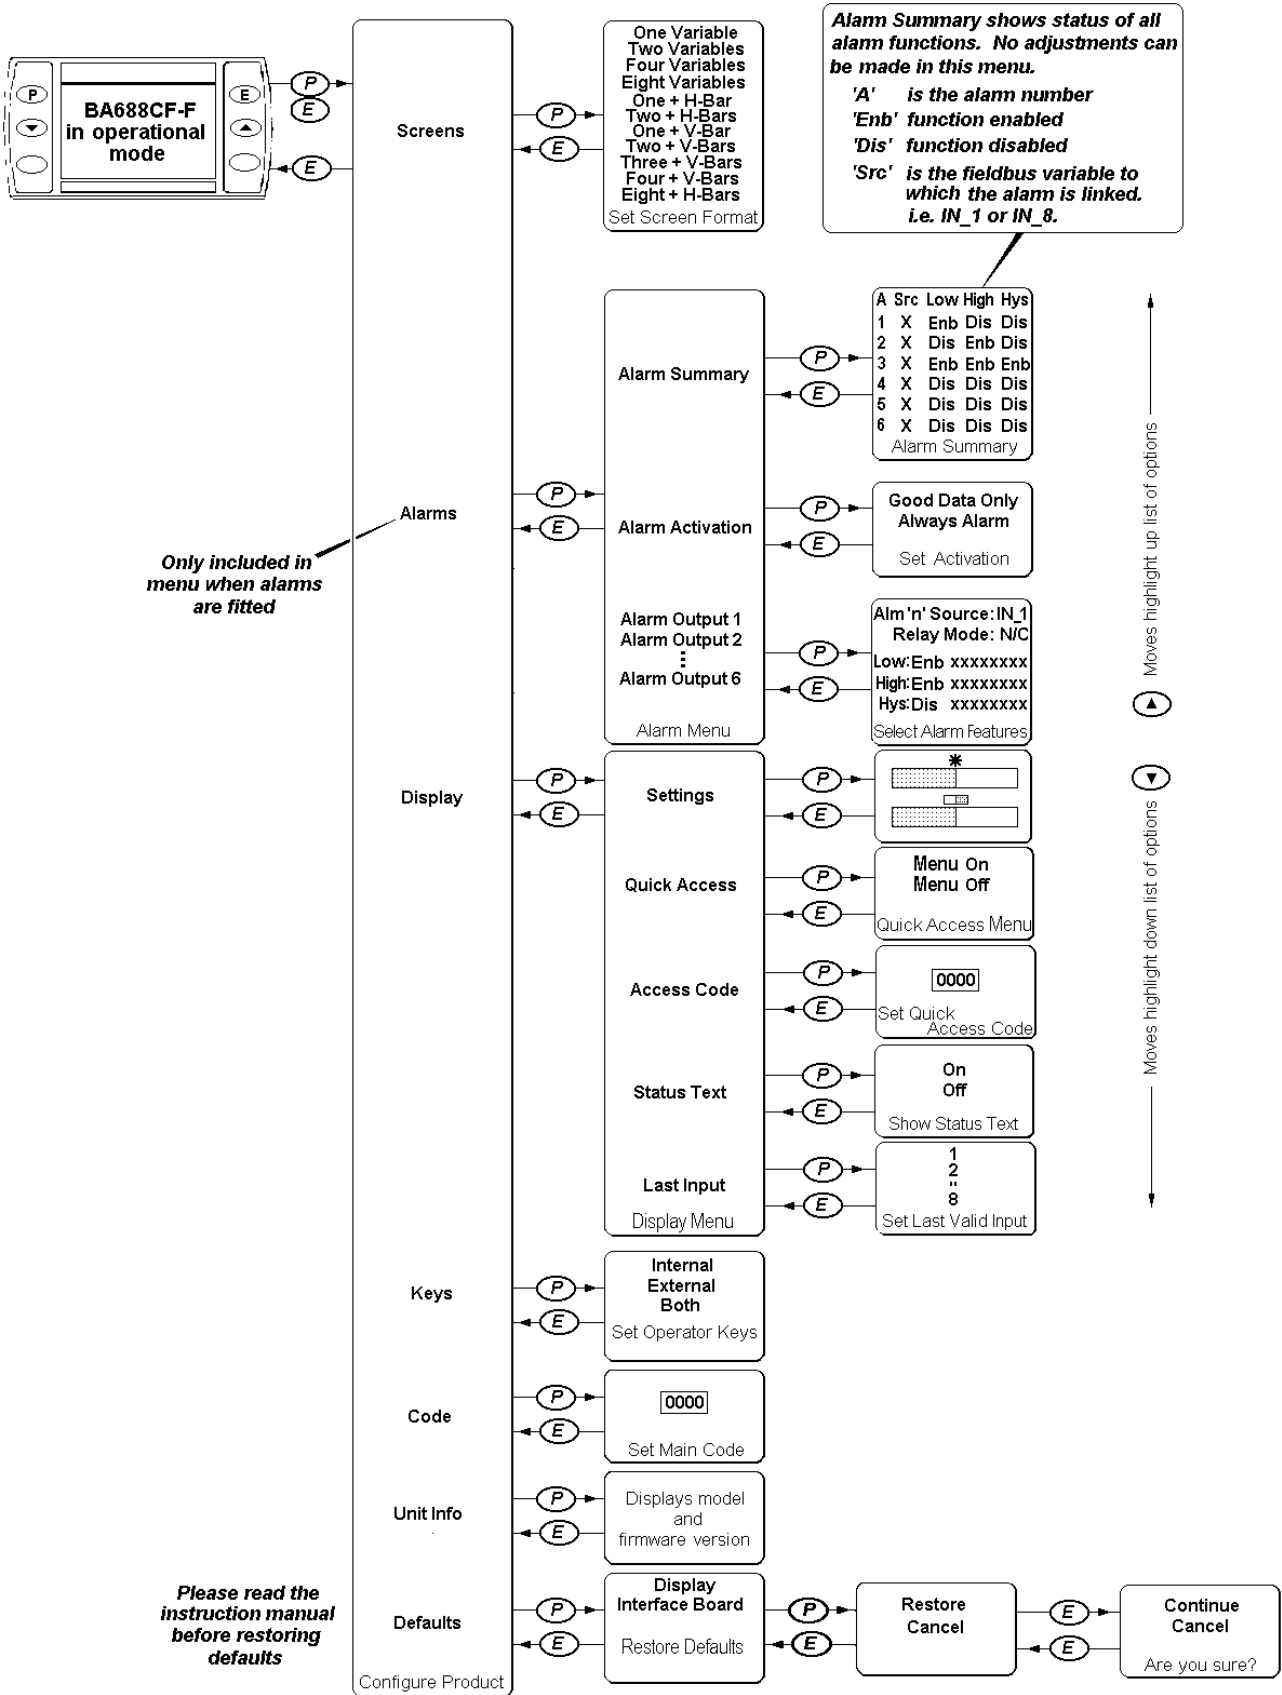 P
E
BA688CF-F
in operational
mode
P
E
E
Screens
P
E
One Variable
Two Variables
Four Variables
Eight Variables
One + H-Bar
Two + H-Bars
One + V-Bar
Two + V-Bars
Three + V-Bars
Four + V-Bars
Eight + H-Bars
Set Screen Format
Alarm Summary shows status of all
alarm functions. No adjustments can
be made in this menu.
'A' is the alarm number
'Enb' function enabled
'Dis' function disabled
'Src' is the fieldbus variable to
which the alarm is linked.
i.e. IN_1 or IN_8.
Alarms
Only included in
menu when alarms
are fitted
P
E
Alarm Summary
P
E
A Src Low High Hys
1 X Enb Dis Dis
2 X Dis Enb Dis
3 X Enb Enb Enb
4 X Dis Dis Dis
5 X Dis Dis Dis
6 X Dis Dis Dis
Alarm Summary
Alarm Activation
P
E
Good Data Only
Always Alarm
Set Activation
Alarm Output 1
Alarm Output 2
Alarm Output 6
Alarm Menu
P
E
Alm 'n' Source: IN_1
Relay Mode: N/C
Low: Enb xxxxxxxx
High: Enb xxxxxxxx
Hys: Dis xxxxxxxx
Select Alarm Features
Moves highlight up list of options
Moves highlight down list of options
Display
P
E
Settings
P
E
Quick Access
P
E
Menu On
Menu Off
Quick Access Menu
Access Code
P
E
0000
Set Quick
Access Code
Status Text
P
E
On
Off
Show Status Text
Last Input
Display Menu
P
E
1
2
"
8
Set Last Valid Input
Keys
P
E
Internal
External
Both
Set Operator Keys
Code
P
E
0000
Set Main Code
Unit Info
P
E
Displays model
and
firmware version
Please read the
instruction manual
before restoring
defaults
Defaults
Configure Product
P
E
Display
Interface Board
Restore Defaults
P
E
Restore
Cancel
E
E
Continue
Cancel
Are you sure?